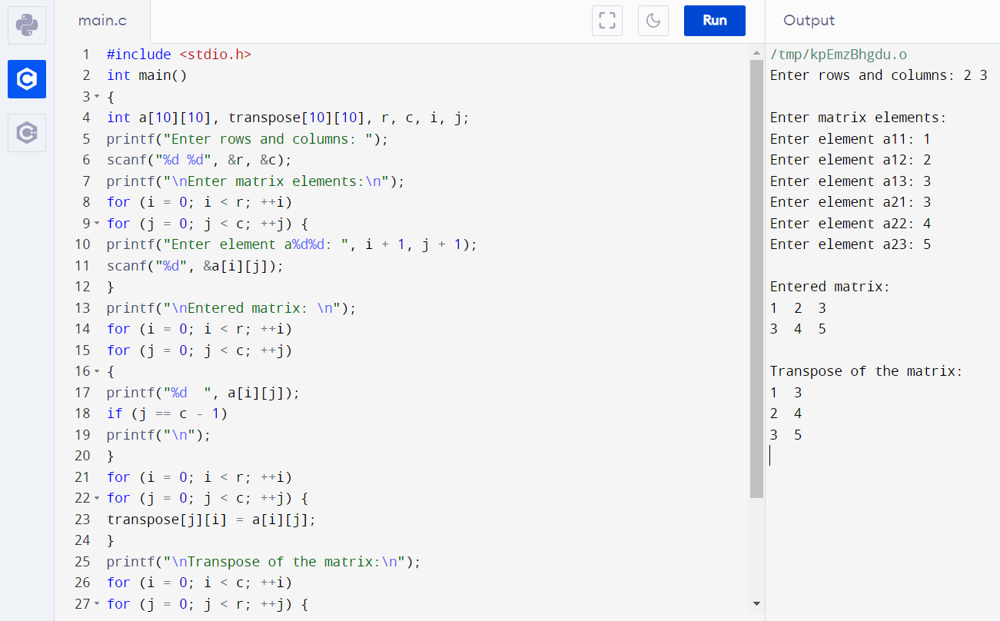 main.c
Run
Output
1 #include <stdio.h>
2 int main()
3 {
4 int a[10][10], transpose[10][10], r, c, i, j;
5 printf("Enter rows and columns: ");
6 scanf("%d %d", &r, &c);
7 printf("\nEnter matrix elements:\n");
8 for (i = 0; i < r; ++i)
9 for (j = 0; j < c; ++j) {
10 printf("Enter element a%d%d: ", i + 1, j + 1);
11 scanf("%d", &a[i][j]);
12 }
13 printf("\nEntered matrix: \n");
14 for (i = 0; i < r; ++i)
15 for (j = 0; j < c; ++j)
16 {
17 printf("%d  ", a[i][j]);
18 if (j == c - 1)
19 printf("\n");
20 }
21 for (i = 0; i < r; ++i)
22 for (j = 0; j < c; ++j) {
23 transpose[j][i] = a[i][j];
24 }
25 printf("\nTranspose of the matrix:\n");
26 for (i = 0; i < c; ++i)
27 for (j = 0; j < r; ++j) {
/tmp/kpEmzBhgdu.o
Enter rows and columns: 2 3
Enter matrix elements:
Enter element a11: 1
Enter element a12: 2
Enter element a13: 3
Enter element a21: 3
Enter element a22: 4
Enter element a23: 5
Entered matrix:
1  2  3
3  4  5
Transpose of the matrix:
1  3
2  4
3  5